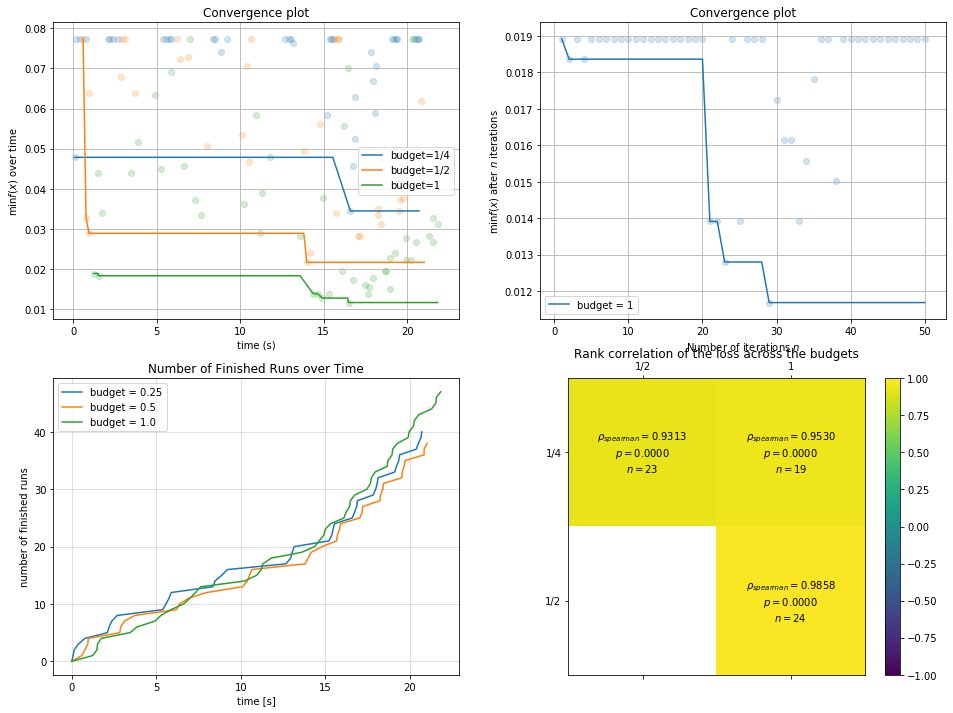 Convergence plot
0.08
0.07
0.06
0.05
0.04
0.03
0.02
0.01
minf(x) over time
budget=1/4
budget=1/2
budget=1
0
5
10
15
20
time (s)
Convergence plot
0.019
0.018
0.017
0.016
0.015
0.014
0.013
0.012
minf(x) after n iterations
budget = 1
0
10
20
30
40
50
Number of iterations n
Number of Finished Runs over Time
budget = 0.25
budget = 0.5
budget = 1.0
40
30
20
10
0
number of finished runs
0
5
10
15
20
time [s]
Rank correlation of the loss across the budgets
1/2
1
1/4
ρspearman = 0.9313
p = 0.0000
n = 23
ρspearman = 0.9530
p = 0.0000
n = 19
1/2
ρspearman = 0.9858
p = 0.0000
n = 24
1.00
0.75
0.50
0.25
0.00
−0.25
−0.50
−0.75
−1.00